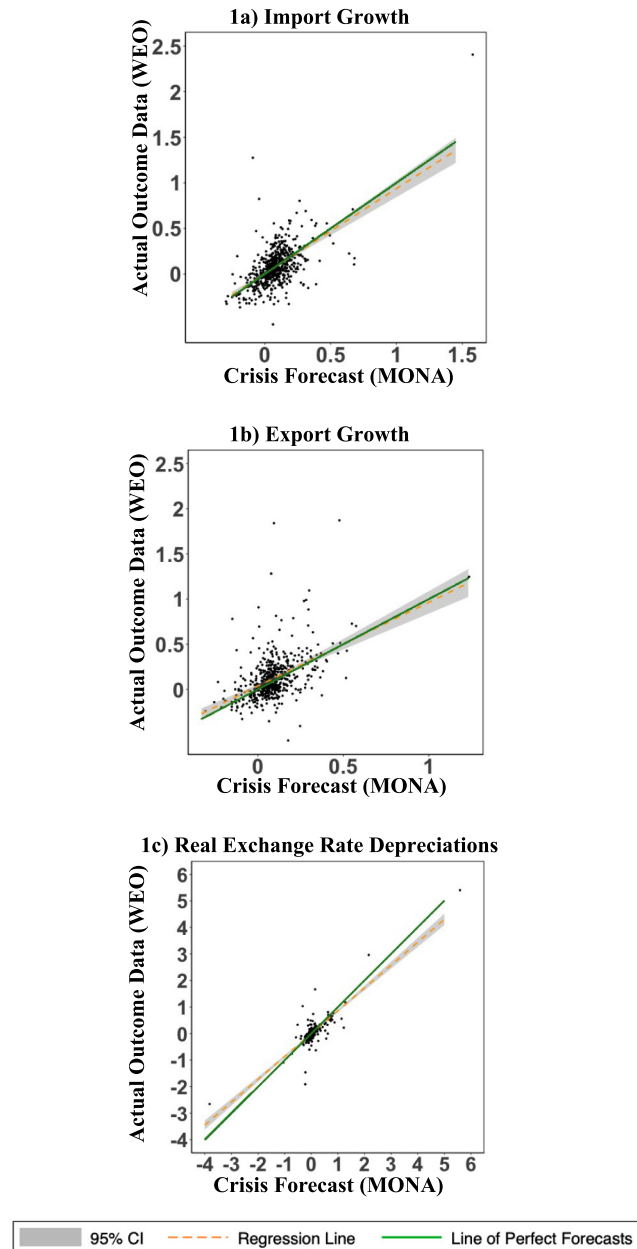 1a) Import Growth
Actual Outcome Data (WEO)
2.5
2
1.5
1
0.5
0
0 0.5 1 1.5
Crisis Forecast (MONA)
1b) Export Growth
Actual Outcome Data (WEO)
2.5
2
1.5
1
0.5
0
0 0.5 1
Crisis Forecast (MONA)
1c) Real Exchange Rate Depreciations
Actual Outcome Data (WEO)
6
5
4
3
2
1
0
-1
-2
-3
-4
-4 -3 -2 -1 0 1 2 3 4 5 6
Crisis Forecast (MONA)
95% CI Regression Line Line of Perfect Forecasts